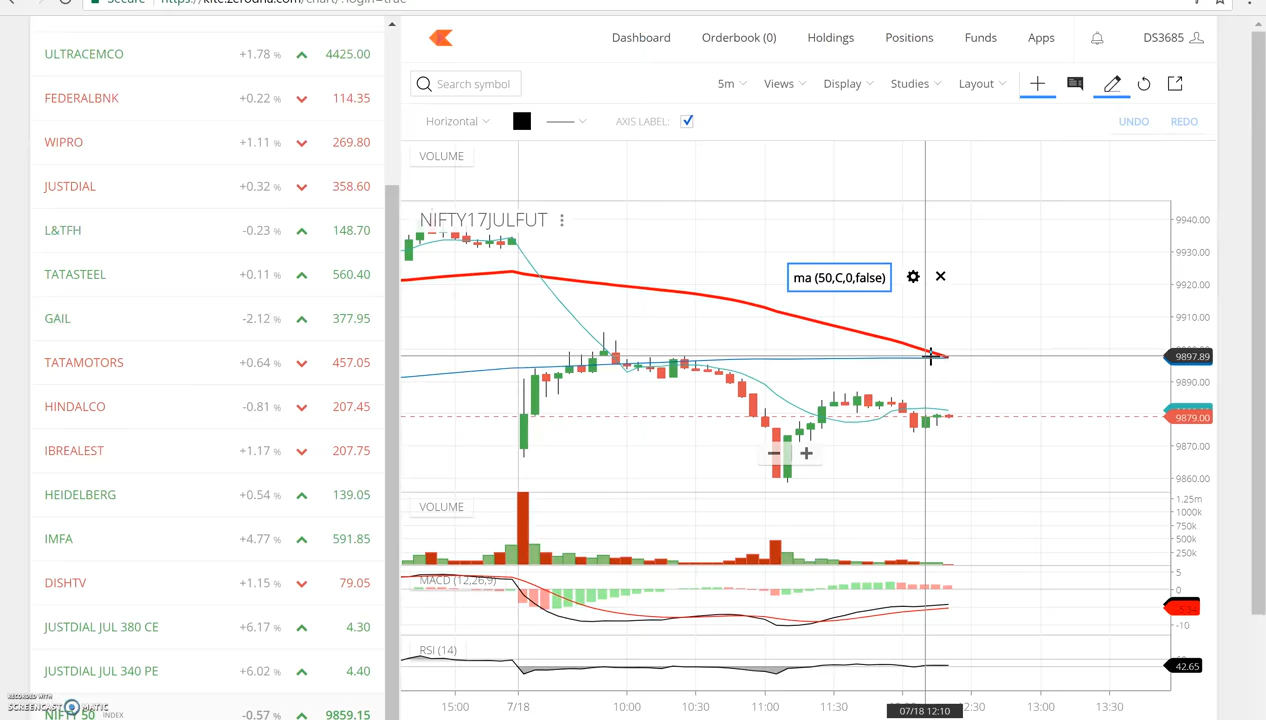 Secure https://kite.zerodha.com/chart/?login=true
Dashboard Orderbook (0) Holdings Positions Funds Apps DS3685
Search symbol 5m Views Display Studies Layout
Horizontal AXIS LABEL: UNDO REDO
ULTRACEMCO +1.78 % 4425.00
FEDERALBNK +0.22 % 114.35
WIPRO +1.11 % 269.80
JUSTDIAL +0.32 % 358.60
L&TFH -0.23 % 148.70
TATASTEEL +0.11 % 560.40
GAIL -2.12 % 377.95
TATAMOTORS +0.64 % 457.05
HINDALCO -0.81 % 207.45
IBREALEST +1.17 % 207.75
HEIDELBERG +0.54 % 139.05
IMFA +4.77 % 591.85
DISHTV +1.15 % 79.05
JUSTDIAL JUL 380 CE +6.17 % 4.30
JUSTDIAL JUL 340 PE +6.02 % 4.40
NIFTY 50 INDEX -0.57 % 9859.15
RECORDED WITH
SCREENCAST MATIC
VOLUME
NIFTY17JULFUT
ma (50,C,0,false)
9940.00
9930.00
9920.00
9910.00
9897.89
9890.00
9879.00
9870.00
9860.00
VOLUME
1.25m
1000k
750k
500k
250k
MACD (12,26,9)
5
0
-10
RSI (14)
42.65
15:00 7/18 10:00 10:30 11:00 11:30 12:30 13:00 13:30
07/18 12:10